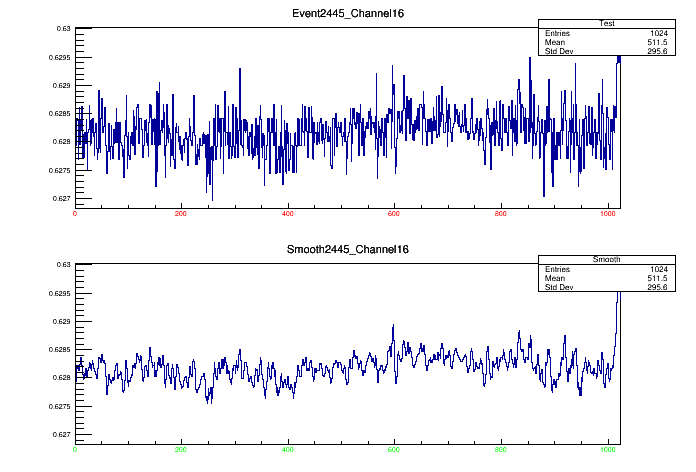 Event2445_Channel16
Test
Entries 1024
Mean 511.5
Std Dev 295.6
0.63
0.6295
0.629
0.6285
0.628
0.6275
0.627
0 200 400 600 800 1000
Smooth2445_Channel16
Smooth
Entries 1024
Mean 511.5
Std Dev 295.6
0.63
0.6295
0.629
0.6285
0.628
0.6275
0.627
0 200 400 600 800 1000